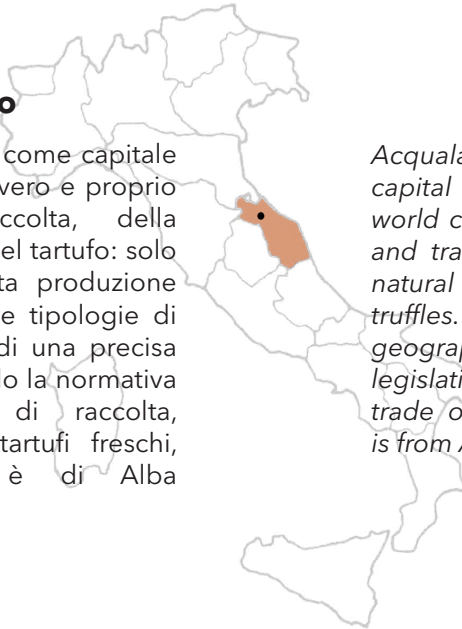 o
come capitale
vero e proprio
ccolta, della
el tartufo: solo
ta produzione
e tipologie di
di una precisa
do la normativa
di raccolta,
tartufi freschi,
è di Alba
Acquala
capital
world c
and tra
natural
truffles.
geograp
legislati
trade o
is from A